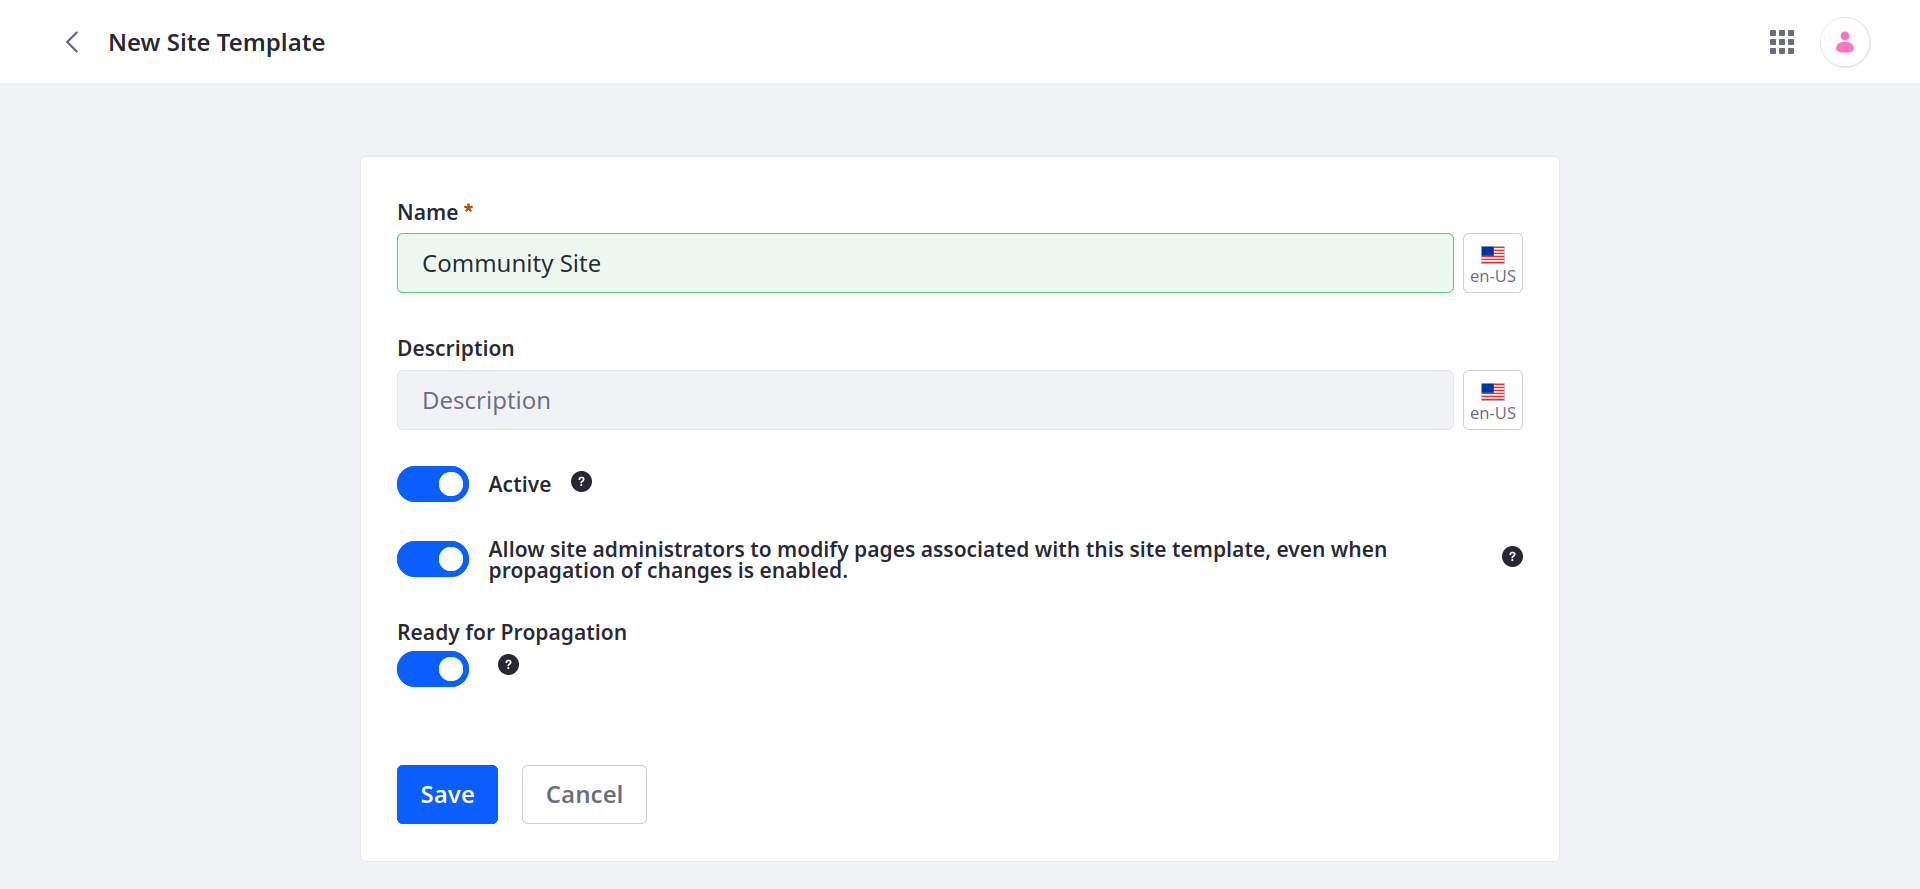 New Site Template
Name *
Community Site
en-US
Description
Description
en-US
Active ?
Allow site administrators to modify pages associated with this site template, even when
propagation of changes is enabled.
?
Ready for Propagation
?
Save Cancel